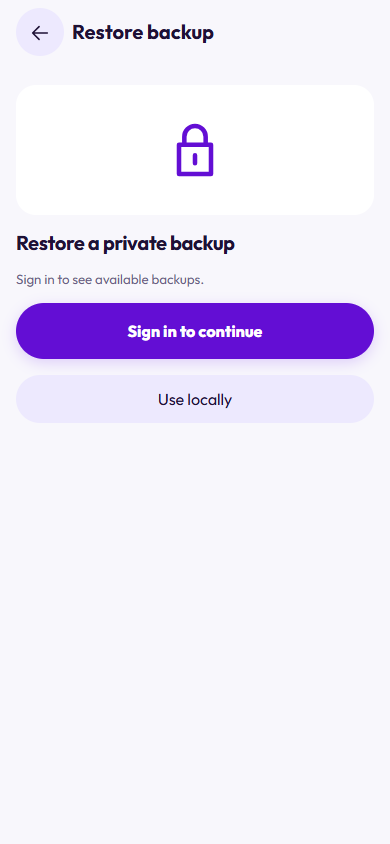 Restore backup
Restore a private backup
Sign in to see available backups.
Sign in to continue
Use locally